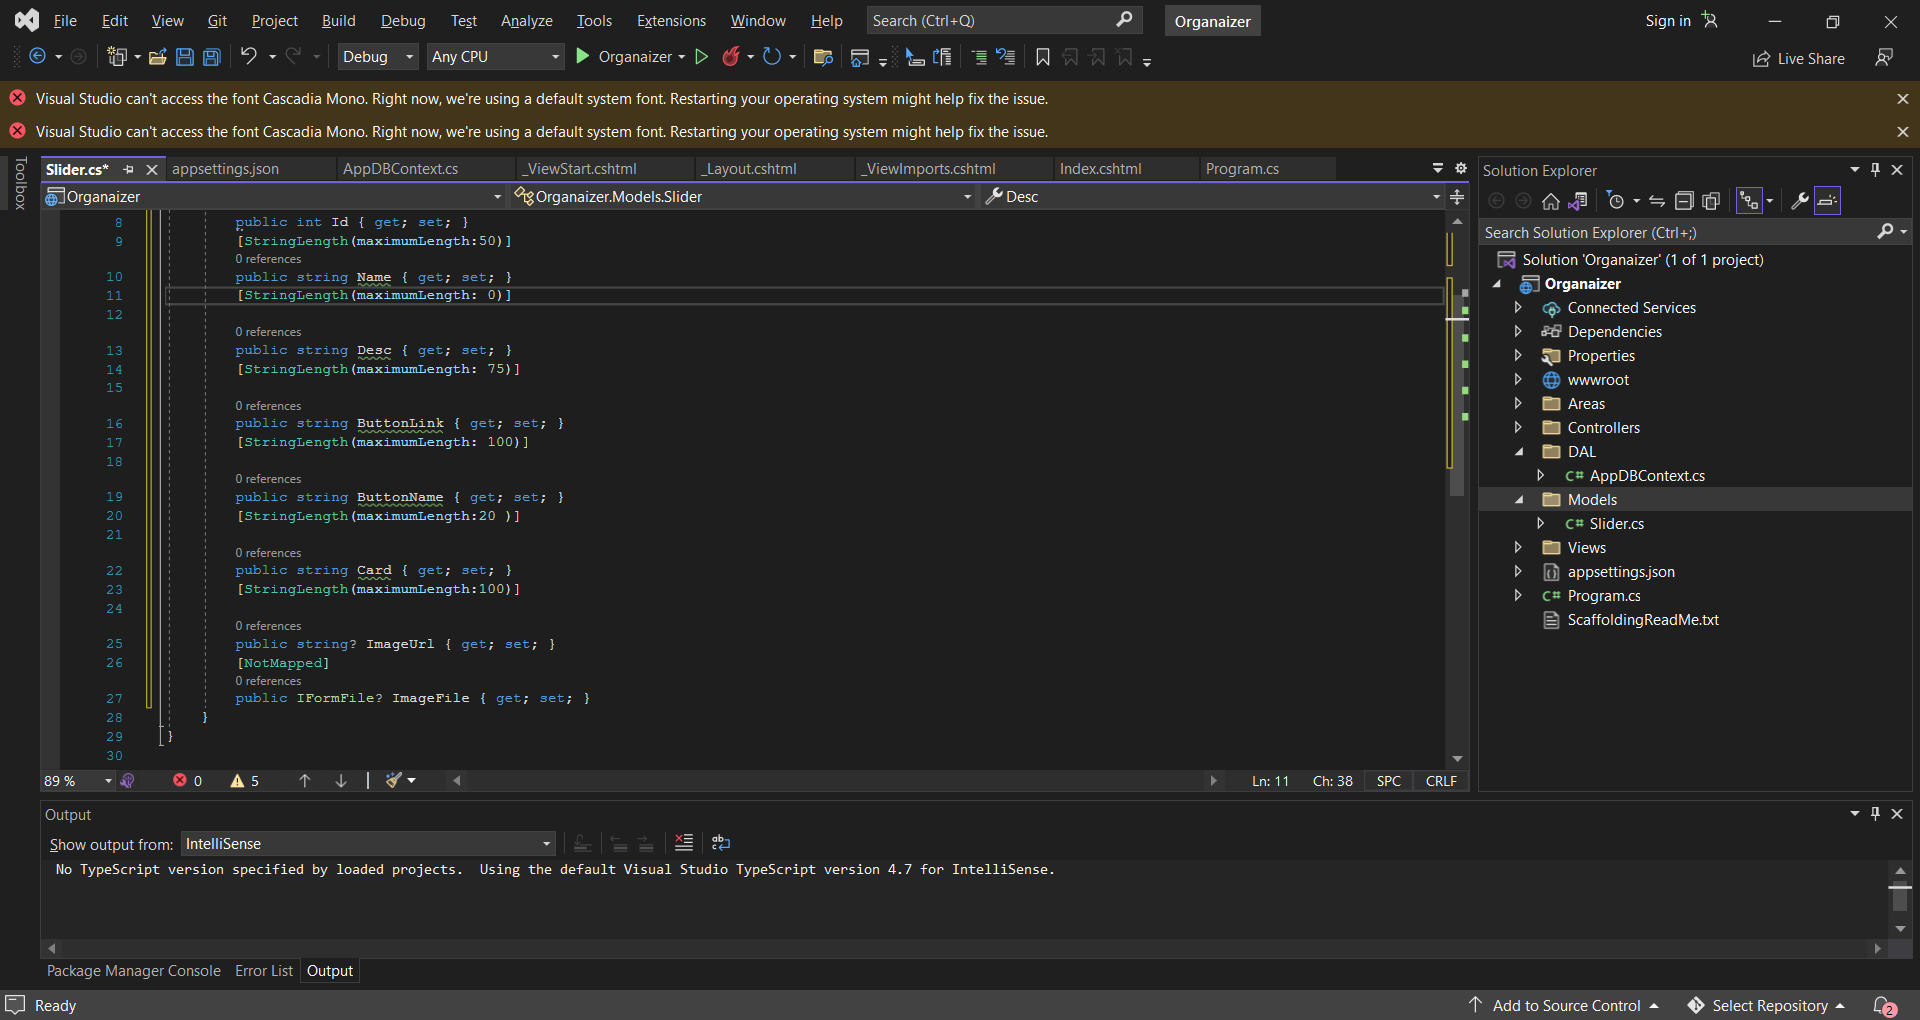 File Edit View Git Project Build Debug Test Analyze Tools Extensions Window Help Search (Ctrl+Q) Organaizer Sign in
Debug Any CPU Organaizer Live Share
Visual Studio can't access the font Cascadia Mono. Right now, we're using a default system font. Restarting your operating system might help fix the issue.
Visual Studio can't access the font Cascadia Mono. Right now, we're using a default system font. Restarting your operating system might help fix the issue.
Toolbox
Slider.cs* appsettings.json AppDBContext.cs _ViewStart.cshtml _Layout.cshtml _ViewImports.cshtml Index.cshtml Program.cs
Organaizer Organaizer.Models.Slider Desc
8 public int Id { get; set; }
9 [StringLength(maximumLength:50)]
0 references
10 public string Name { get; set; }
11 [StringLength(maximumLength: 0)]
12
0 references
13 public string Desc { get; set; }
14 [StringLength(maximumLength: 75)]
15
0 references
16 public string ButtonLink { get; set; }
17 [StringLength(maximumLength: 100)]
18
0 references
19 public string ButtonName { get; set; }
20 [StringLength(maximumLength:20 )]
21
0 references
22 public string Card { get; set; }
23 [StringLength(maximumLength:100)]
24
0 references
25 public string? ImageUrl { get; set; }
26 [NotMapped]
0 references
27 public IFormFile? ImageFile { get; set; }
28 }
29 }
30
89 % 0 5 Ln: 11 Ch: 38 SPC CRLF
Solution Explorer
Search Solution Explorer (Ctrl+;)
Solution 'Organaizer' (1 of 1 project)
Organaizer
Connected Services
Dependencies
Properties
wwwroot
Areas
Controllers
DAL
C# AppDBContext.cs
Models
C# Slider.cs
Views
appsettings.json
C# Program.cs
ScaffoldingReadMe.txt
Output
Show output from: IntelliSense
No TypeScript version specified by loaded projects.  Using the default Visual Studio TypeScript version 4.7 for IntelliSense.
Package Manager Console Error List Output
Ready Add to Source Control Select Repository 2